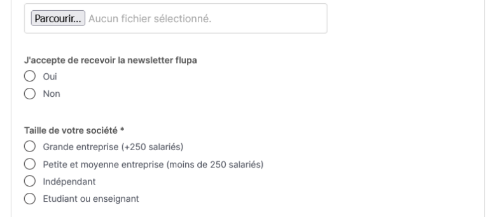 Parcourir... Aucun fichier sélectionné.
J'accepte de recevoir la newsletter flupa
Oui
Non
Taille de votre société *
Grande entreprise (+250 salariés)
Petite et moyenne entreprise (moins de 250 salariés)
Indépendant
Etudiant ou enseignant